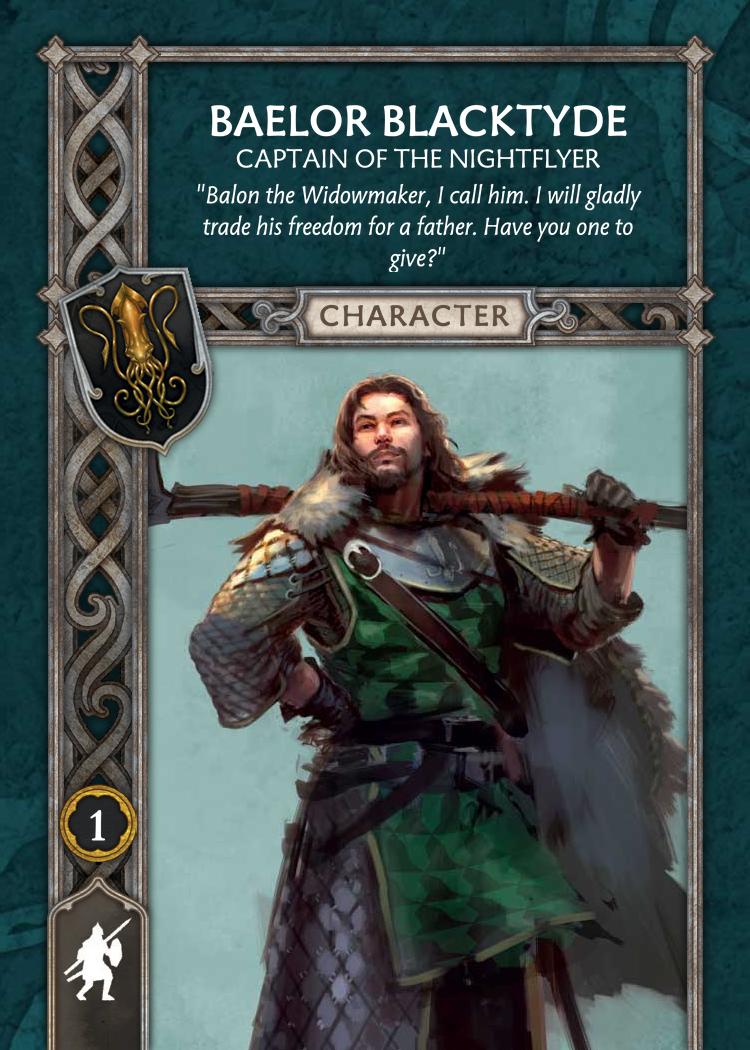 BAELOR BLACKTYDE
CAPTAIN OF THE NIGHTFLYER
"Balon the Widowmaker, I call him. I will gladly
trade his freedom for a father. Have you one to
give?"
CHARACTER
1